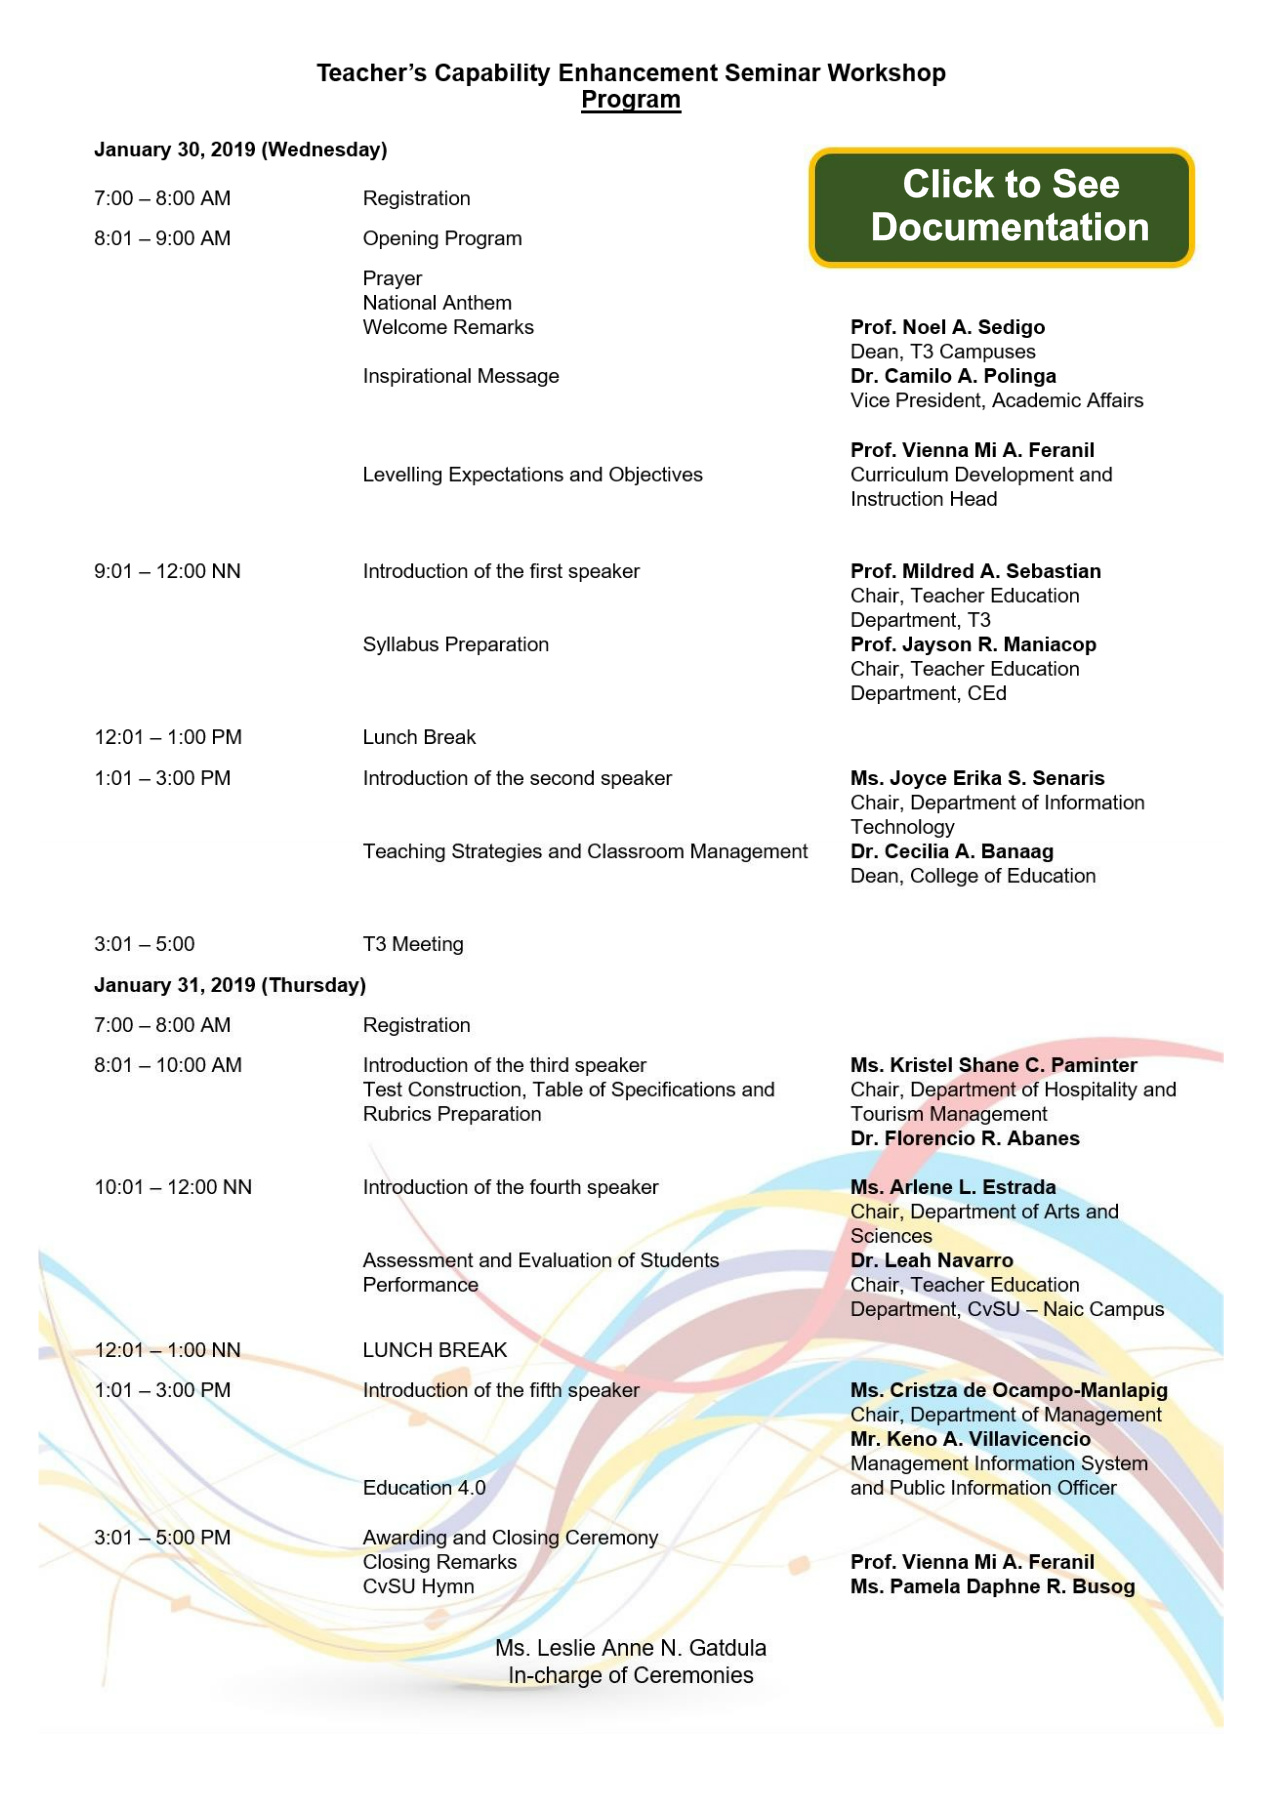 Teacher's Capability Enhancement Seminar Workshop
Program
January 30, 2019 (Wednesday)
Click to See
Documentation
7:00 – 8:00 AM Registration
8:01 – 9:00 AM Opening Program
Prayer
National Anthem
Welcome Remarks Prof. Noel A. Sedigo
Dean, T3 Campuses
Inspirational Message Dr. Camilo A. Polinga
Vice President, Academic Affairs
Prof. Vienna Mi A. Feranil
Levelling Expectations and Objectives Curriculum Development and
Instruction Head
9:01 – 12:00 NN Introduction of the first speaker Prof. Mildred A. Sebastian
Chair, Teacher Education
Department, T3
Syllabus Preparation Prof. Jayson R. Maniacop
Chair, Teacher Education
Department, CEd
12:01 – 1:00 PM Lunch Break
1:01 – 3:00 PM Introduction of the second speaker Ms. Joyce Erika S. Senaris
Chair, Department of Information
Technology
Teaching Strategies and Classroom Management Dr. Cecilia A. Banaag
Dean, College of Education
3:01 – 5:00 T3 Meeting
January 31, 2019 (Thursday)
7:00 – 8:00 AM Registration
8:01 – 10:00 AM Introduction of the third speaker Ms. Kristel Shane C. Paminter
Test Construction, Table of Specifications and Chair, Department of Hospitality and
Rubrics Preparation Tourism Management
Dr. Florencio R. Abanes
10:01 – 12:00 NN Introduction of the fourth speaker Ms. Arlene L. Estrada
Chair, Department of Arts and
Sciences
Assessment and Evaluation of Students Dr. Leah Navarro
Performance Chair, Teacher Education
Department, CvSU – Naic Campus
12:01 – 1:00 NN LUNCH BREAK
1:01 – 3:00 PM Introduction of the fifth speaker Ms. Cristza de Ocampo-Manlapig
Chair, Department of Management
Mr. Keno A. Villavicencio
Management Information System
Education 4.0 and Public Information Officer
3:01 – 5:00 PM Awarding and Closing Ceremony
Closing Remarks Prof. Vienna Mi A. Feranil
CvSU Hymn Ms. Pamela Daphne R. Busog
Ms. Leslie Anne N. Gatdula
In-charge of Ceremonies